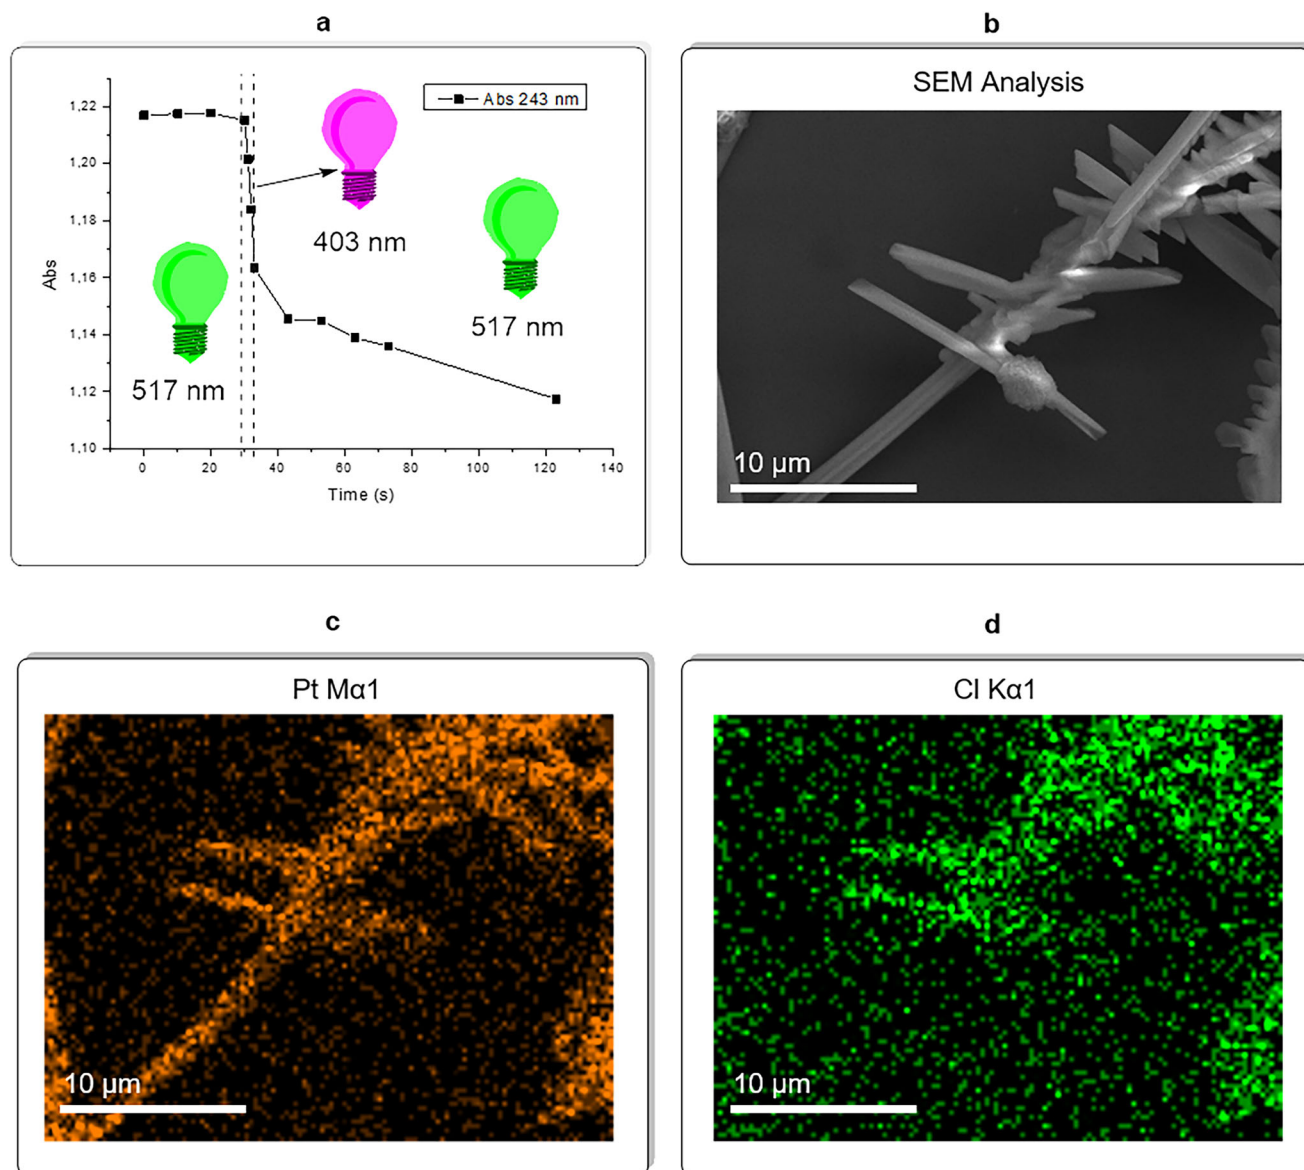 a
1,22
1,20
1,18
1,16
1,14
1,12
1,10
Abs
0
20
40
60
80
100
120
140
Time (s)
Abs 243 nm
403 nm
517 nm
517 nm
b
SEM Analysis
10 µm
c
Pt Mα1
10 µm
d
Cl Kα1
10 µm